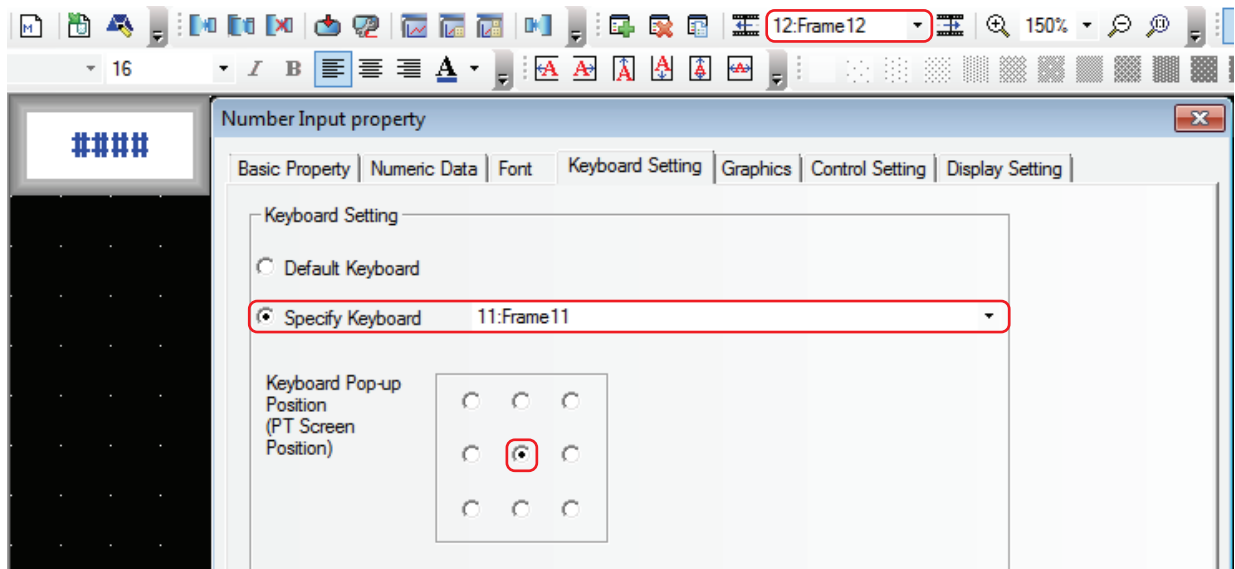 M
12:Frame12
150%
16
I B A
A A A A A A
####
Number Input property
Basic Property Numeric Data Font Keyboard Setting Graphics Control Setting Display Setting
Keyboard Setting
Default Keyboard
Specify Keyboard 11:Frame11
Keyboard Pop-up
Position
(PT Screen
Position)